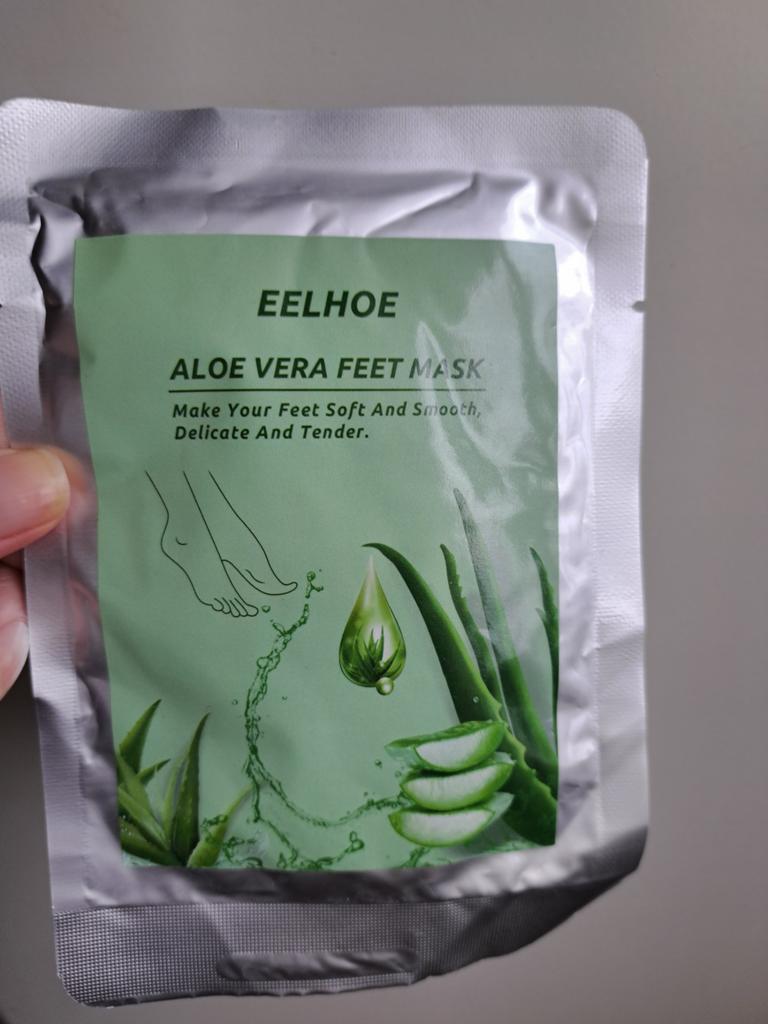 EELHOE
ALOE VERA FEET MASK
Make Your Feet Soft And Smooth,
Delicate And Tender.